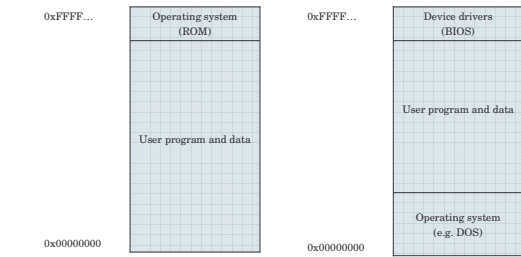 0xFFFF…
Operating system
(ROM)
User program and data
0x00000000
0xFFFF…
Device drivers
(BIOS)
User program and data
Operating system
(e.g. DOS)
0x00000000